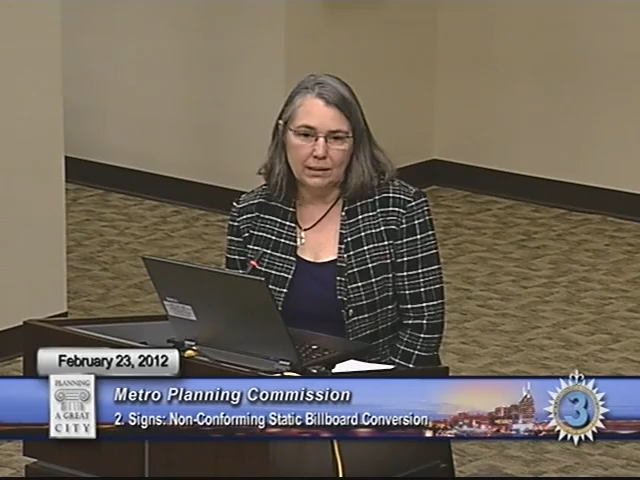 February 23, 2012
PLANNING
A GREAT
CITY
Metro Planning Commission
2. Signs: Non-Conforming Static Billboard Conversion
3